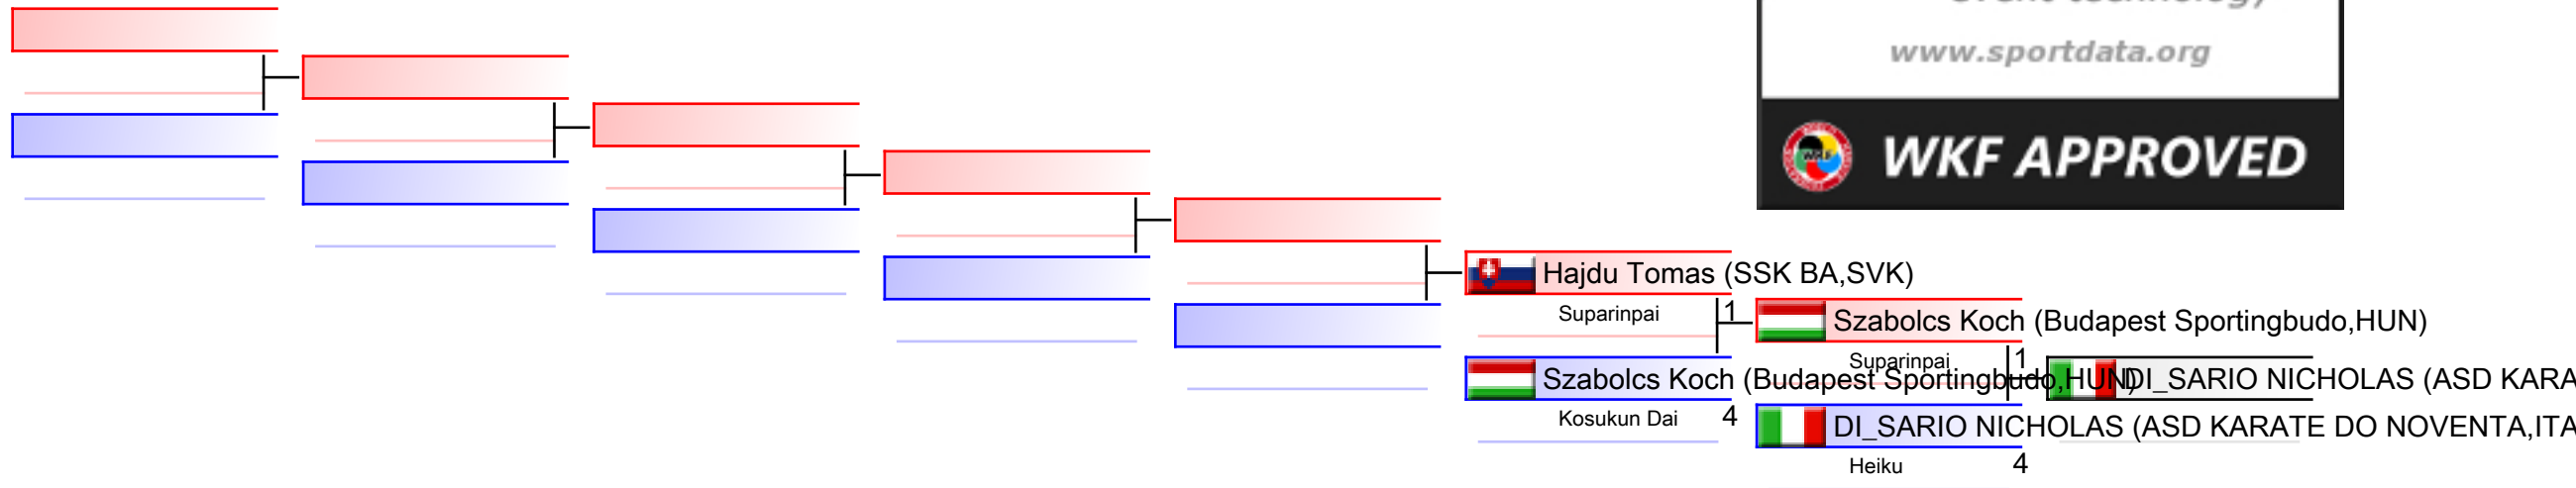 www.sportdata.org
WKF APPROVED
Hajdu Tomas (SSK BA,SVK)
Suparinpai
1
Szabolcs Koch (Budapest Sportingbudo,HUN)
Suparinpai
1
Szabolcs Koch (Budapest Sportingbudo,HUN)
DI_SARIO NICHOLAS (ASD KARA
Kosukun Dai
4
DI_SARIO NICHOLAS (ASD KARATE DO NOVENTA,ITA
Heiku
4